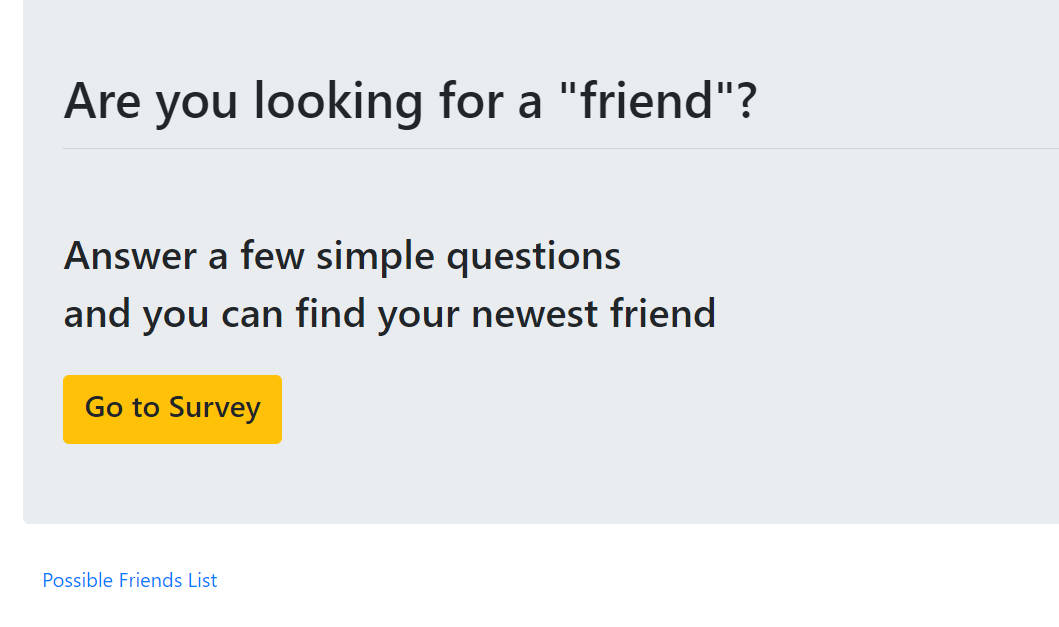 Are you looking for a "friend"?
Answer a few simple questions
and you can find your newest friend
Go to Survey
Possible Friends List